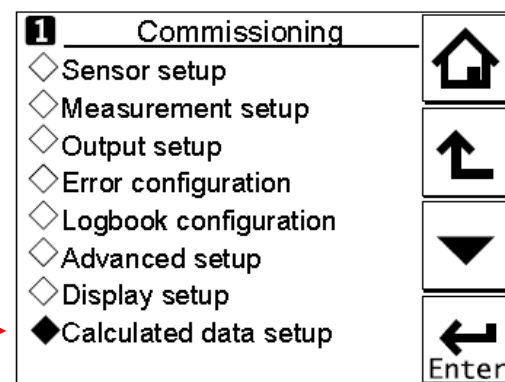 1 Commissioning
Sensor setup
Measurement setup
Output setup
Error configuration
Logbook configuration
Advanced setup
Display setup
Calculated data setup
Enter